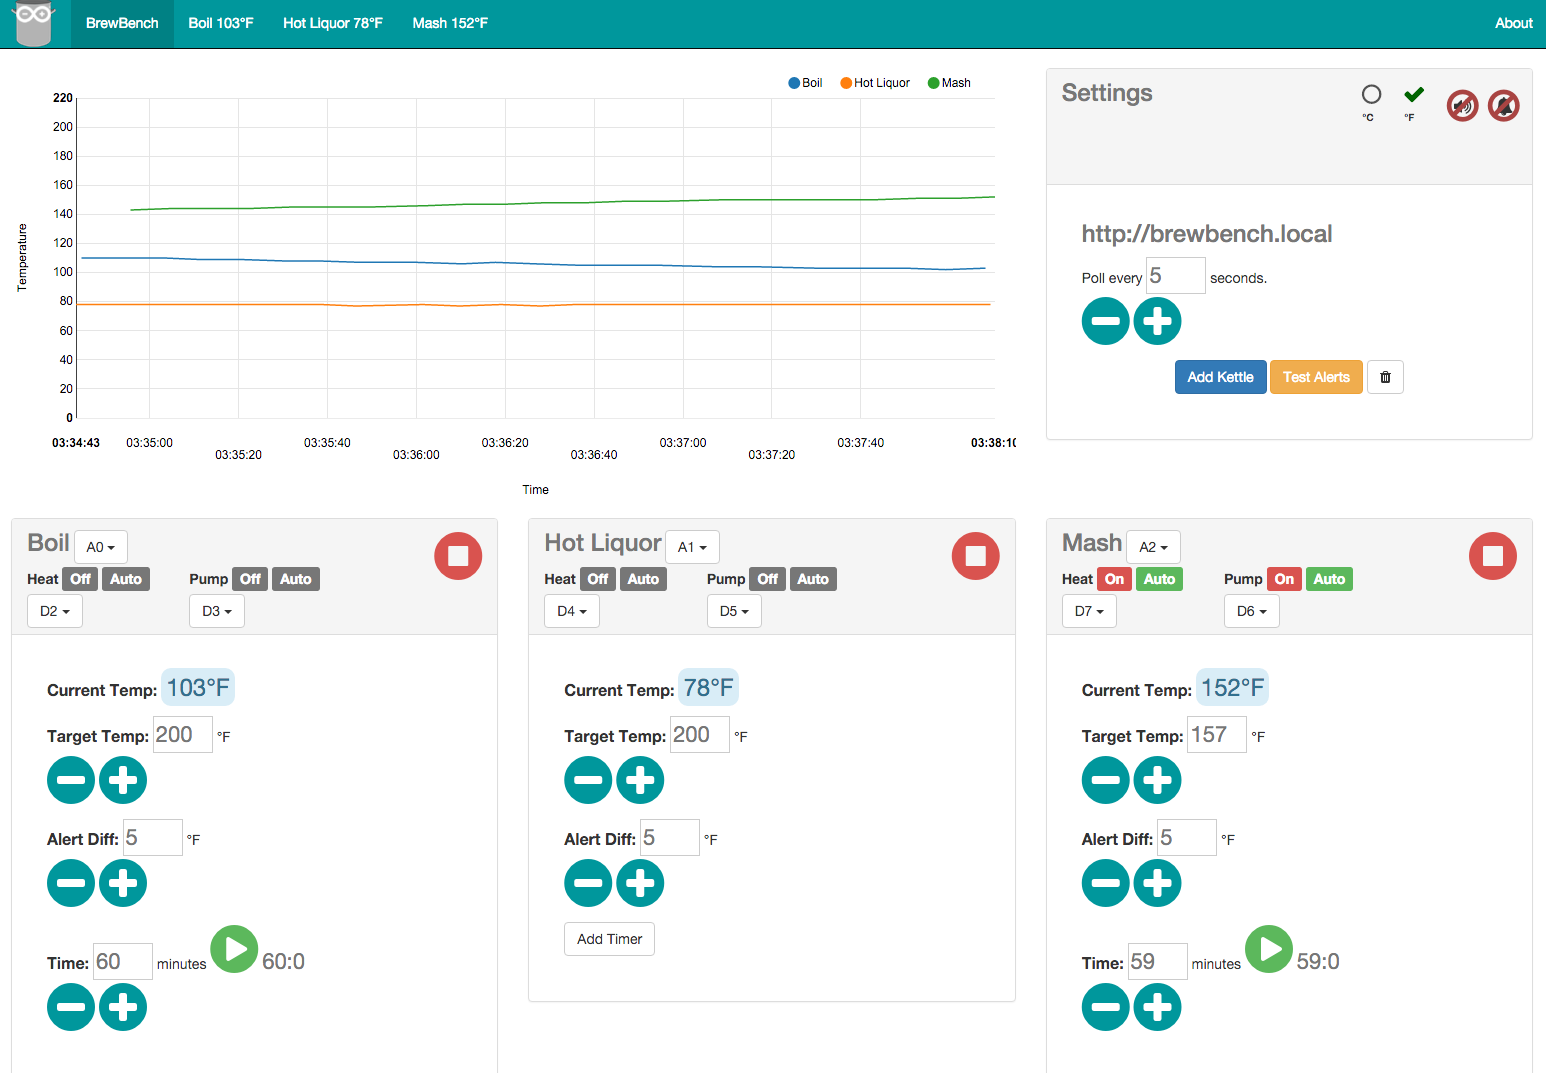 BrewBench Boil 103°F Hot Liquor 78°F Mash 152°F About
Boil Hot Liquor Mash
220
200
180
160
140
120
100
80
60
40
20
0
Temperature
03:34:43 03:35:00 03:35:40 03:36:20 03:37:00 03:37:40 03:38:10
03:35:20 03:36:00 03:36:40 03:37:20
Time
Settings
°C °F
http://brewbench.local
Poll every 5 seconds.
Add Kettle Test Alerts
Boil A0
Heat Off Auto Pump Off Auto
D2 D3
Current Temp: 103°F
Target Temp: 200 °F
Alert Diff: 5 °F
Time: 60 minutes 60:0
Hot Liquor A1
Heat Off Auto Pump Off Auto
D4 D5
Current Temp: 78°F
Target Temp: 200 °F
Alert Diff: 5 °F
Add Timer
Mash A2
Heat On Auto Pump On Auto
D7 D6
Current Temp: 152°F
Target Temp: 157 °F
Alert Diff: 5 °F
Time: 59 minutes 59:0